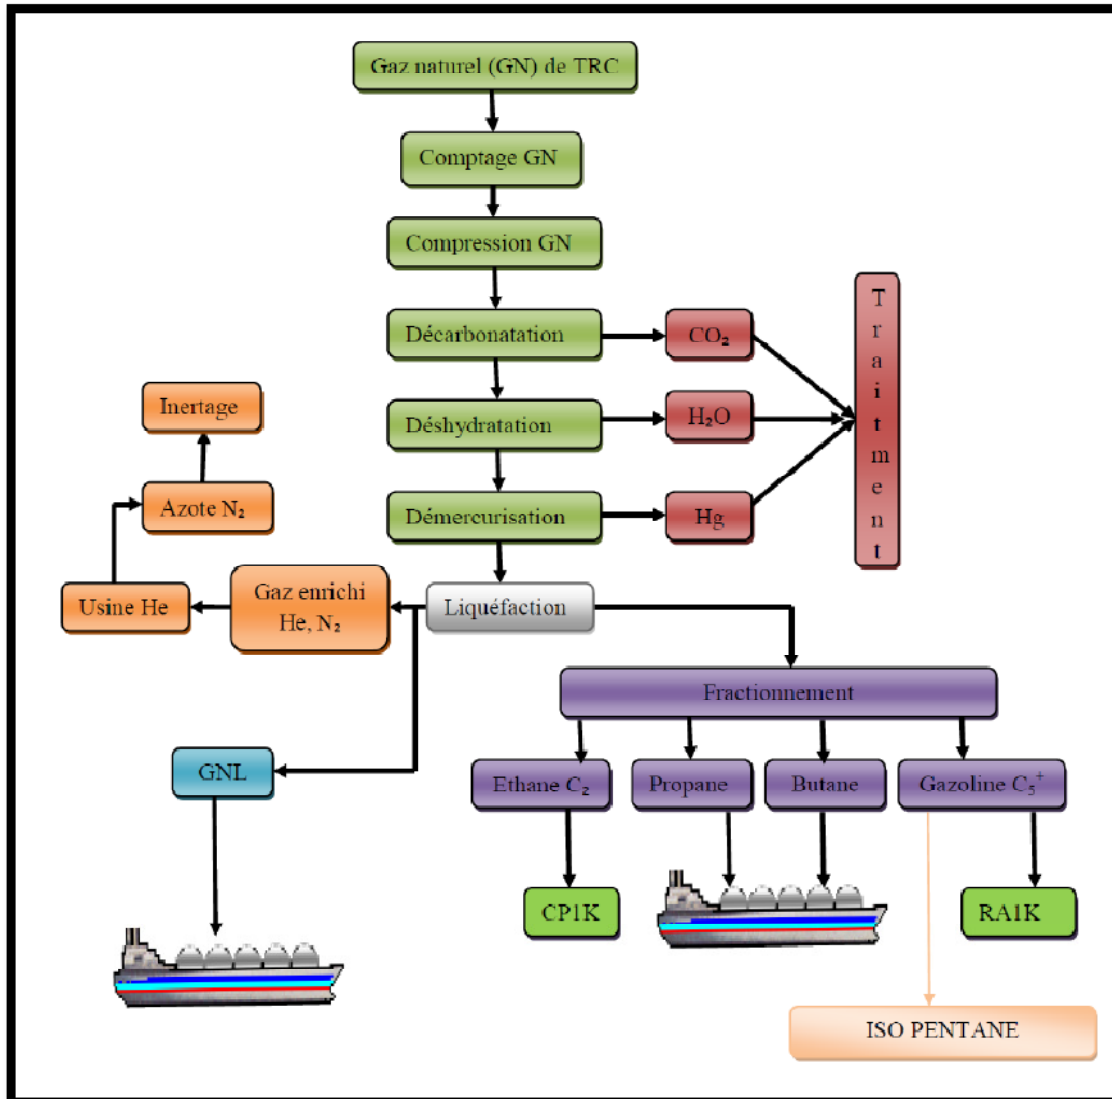 Gaz naturel (GN) de TRC
Comptage GN
Compression GN
Décarbonatation
CO₂
Traitment
Déshydratation
H₂O
Démercurisation
Hg
Inertage
Azote N₂
Usine He
Gaz enrichi
He, N₂
Liquéfaction
Fractionnement
GNL
Ethane C₂
Propane
Butane
Gazoline C₅⁺
CP1K
RA1K
ISO PENTANE